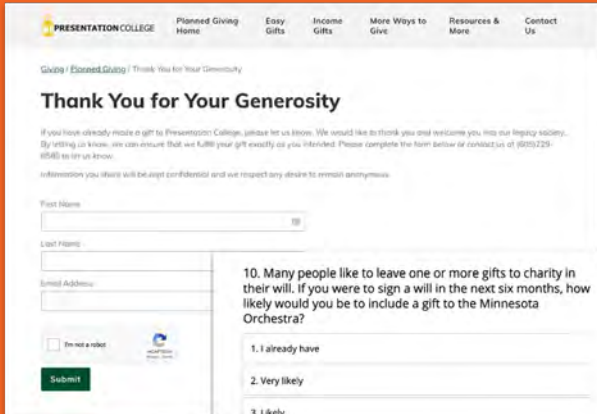 PRESENTATION COLLEGE
Planned Giving Home
Easy Gifts
Income Gifts
More Ways to Give
Resources & More
Contact Us
Giving / Planned Giving / Thank You for Your Generosity
Thank You for Your Generosity
If you have already made a gift to Presentation College, please let us know. We would like to thank you and welcome you into our legacy society.
By letting us know, we can ensure that we fulfill your gift exactly as you intended. Please complete the form below or contact us at (605) 229-
8585 to let us know.
Information you share will be kept confidential and we respect any desire to remain anonymous.
First Name
Last Name
Email Address
I'm not a robot
Submit
10. Many people like to leave one or more gifts to charity in
their will. If you were to sign a will in the next six months, how
likely would you be to include a gift to the Minnesota
Orchestra?
1. I already have
2. Very likely
3. Likely